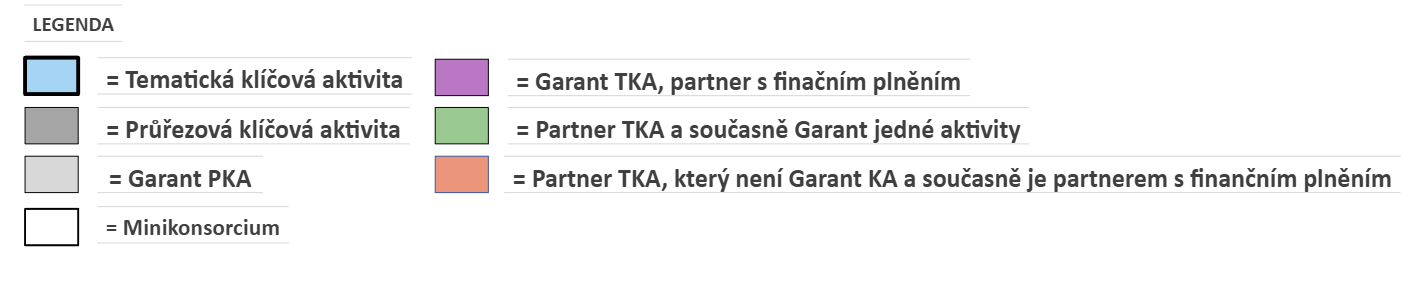 LEGENDA
= Tematická klíčová aktivita
= Průřezová klíčová aktivita
= Garant PKA
= Minikonsorcium
= Garant TKA, partner s finačním plněním
= Partner TKA a současně Garant jedné aktivity
= Partner TKA, který není Garant KA a současně je partnerem s finančním plněním